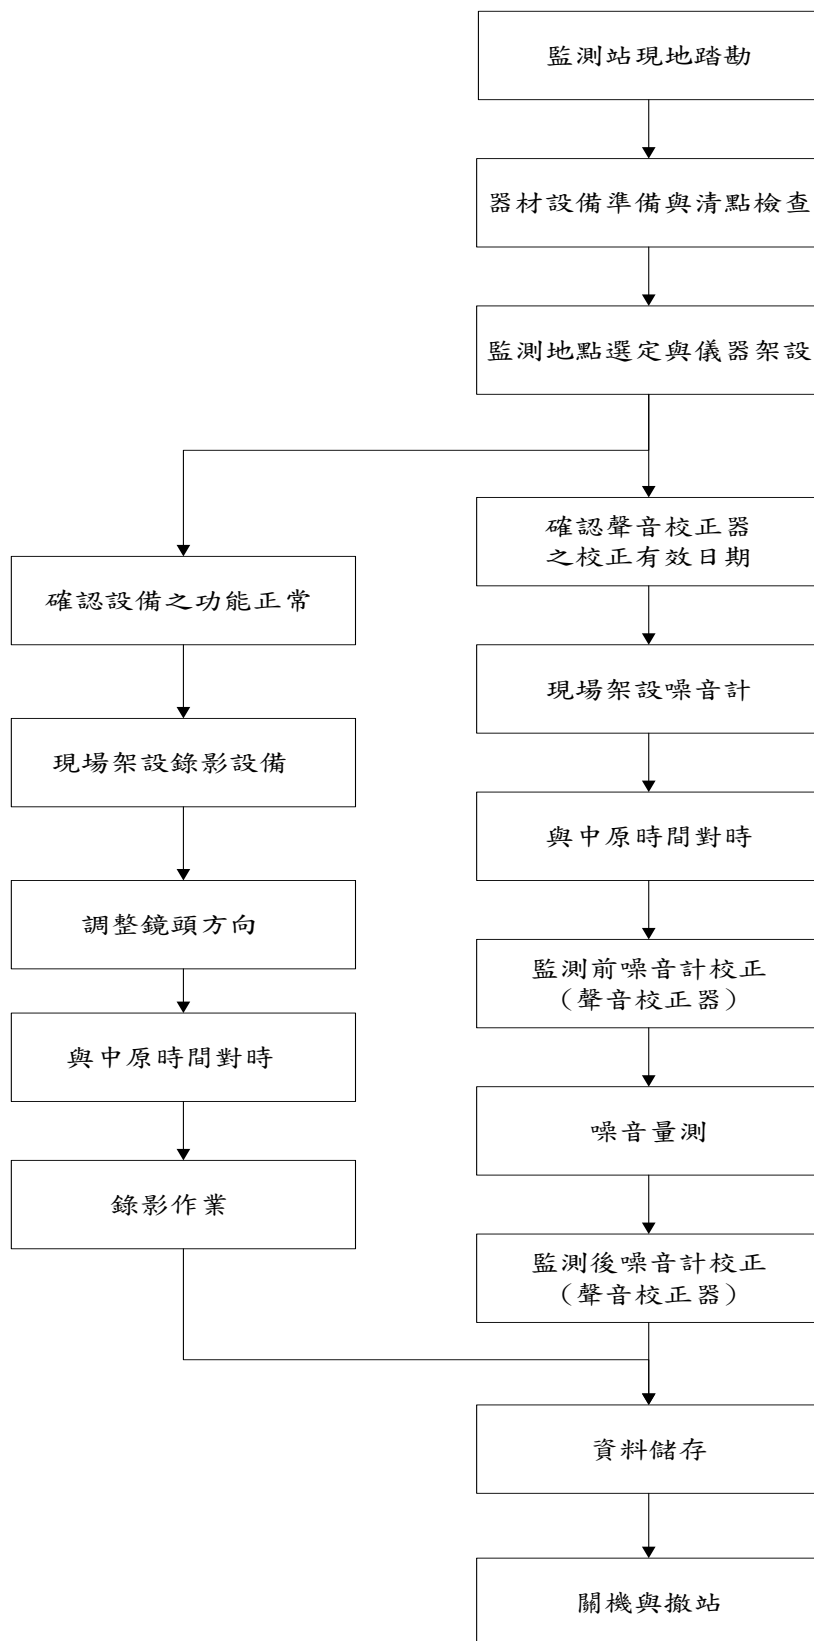 監測站現地踏勘
器材設備準備與清點檢查
監測地點選定與儀器架設
確認聲音校正器
之校正有效日期
確認設備之功能正常
現場架設噪音計
現場架設錄影設備
與中原時間對時
調整鏡頭方向
監測前噪音計校正
（聲音校正器）
與中原時間對時
噪音量測
錄影作業
監測後噪音計校正
（聲音校正器）
資料儲存
關機與撤站